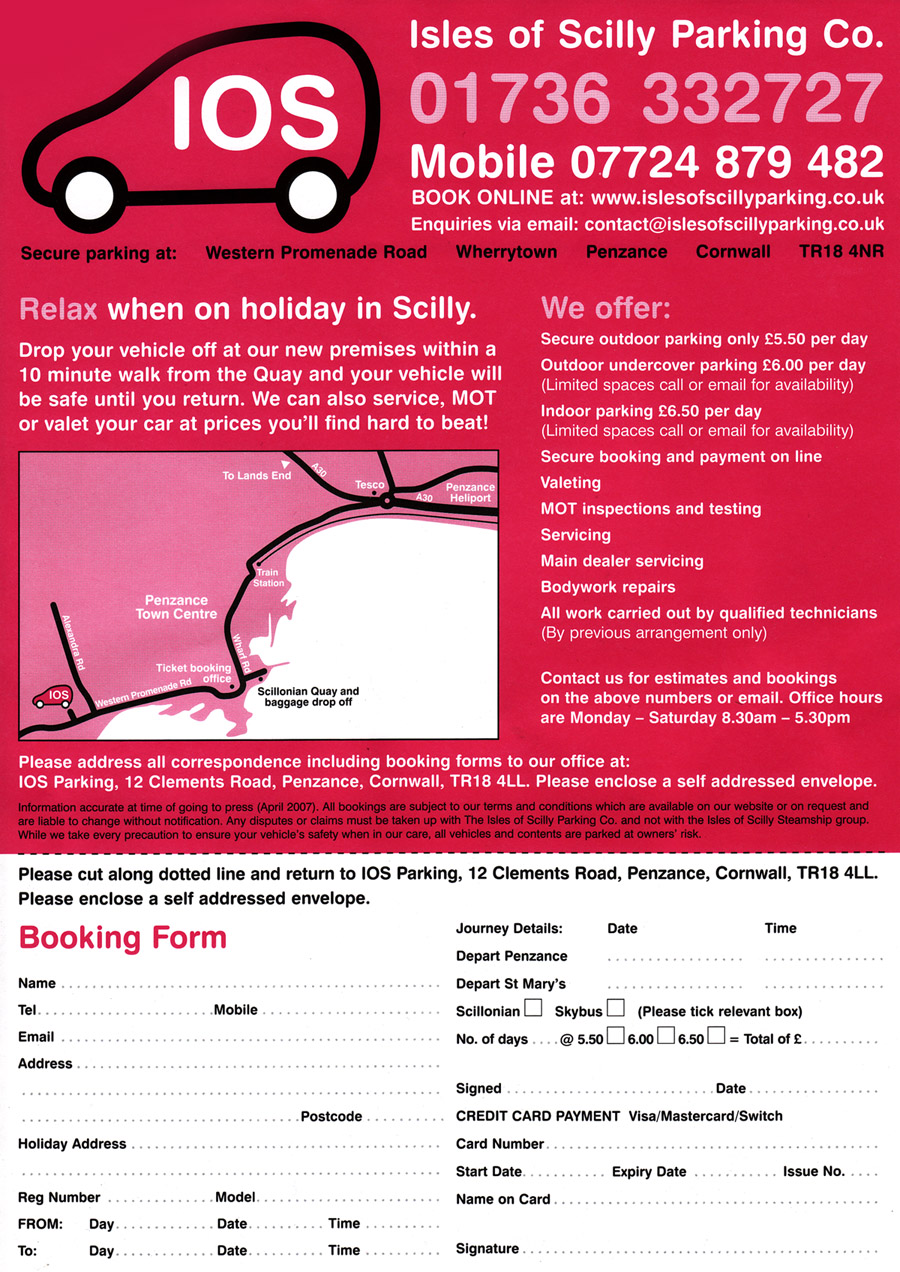 IOS
Isles of Scilly Parking Co.
01736 332727
Mobile 07724 879 482
BOOK ONLINE at: www.islesofscillyparking.co.uk
Enquiries via email: contact@islesofscillyparking.co.uk
Secure parking at: Western Promenade Road Wherrytown Penzance Cornwall TR18 4NR
Relax when on holiday in Scilly.
Drop your vehicle off at our new premises within a
10 minute walk from the Quay and your vehicle will
be safe until you return. We can also service, MOT
or valet your car at prices you'll find hard to beat!
To Lands End
A30
Tesco
A30
Penzance
Heliport
Train
Station
Penzance
Town Centre
Alexandra Rd
Wharf Rd
Ticket booking
office
Western Promenade Rd
IOS
Scillonian Quay and
baggage drop off
We offer:
Secure outdoor parking only £5.50 per day
Outdoor undercover parking £6.00 per day
(Limited spaces call or email for availability)
Indoor parking £6.50 per day
(Limited spaces call or email for availability)
Secure booking and payment on line
Valeting
MOT inspections and testing
Servicing
Main dealer servicing
Bodywork repairs
All work carried out by qualified technicians
(By previous arrangement only)
Contact us for estimates and bookings
on the above numbers or email. Office hours
are Monday – Saturday 8.30am – 5.30pm
Please address all correspondence including booking forms to our office at:
IOS Parking, 12 Clements Road, Penzance, Cornwall, TR18 4LL. Please enclose a self addressed envelope.
Information accurate at time of going to press (April 2007). All bookings are subject to our terms and conditions which are available on our website or on request and
are liable to change without notification. Any disputes or claims must be taken up with The Isles of Scilly Parking Co. and not with the Isles of Scilly Steamship group.
While we take every precaution to ensure your vehicle's safety when in our care, all vehicles and contents are parked at owners' risk.
Please cut along dotted line and return to IOS Parking, 12 Clements Road, Penzance, Cornwall, TR18 4LL.
Please enclose a self addressed envelope.
Booking Form
Name
Tel Mobile
Email
Address
Postcode
Holiday Address
Reg Number Model
FROM: Day Date Time
To: Day Date Time
Journey Details: Date Time
Depart Penzance
Depart St Mary's
Scillonian Skybus (Please tick relevant box)
No. of days @ 5.50 6.00 6.50 = Total of £
Signed Date
CREDIT CARD PAYMENT Visa/Mastercard/Switch
Card Number
Start Date Expiry Date Issue No.
Name on Card
Signature